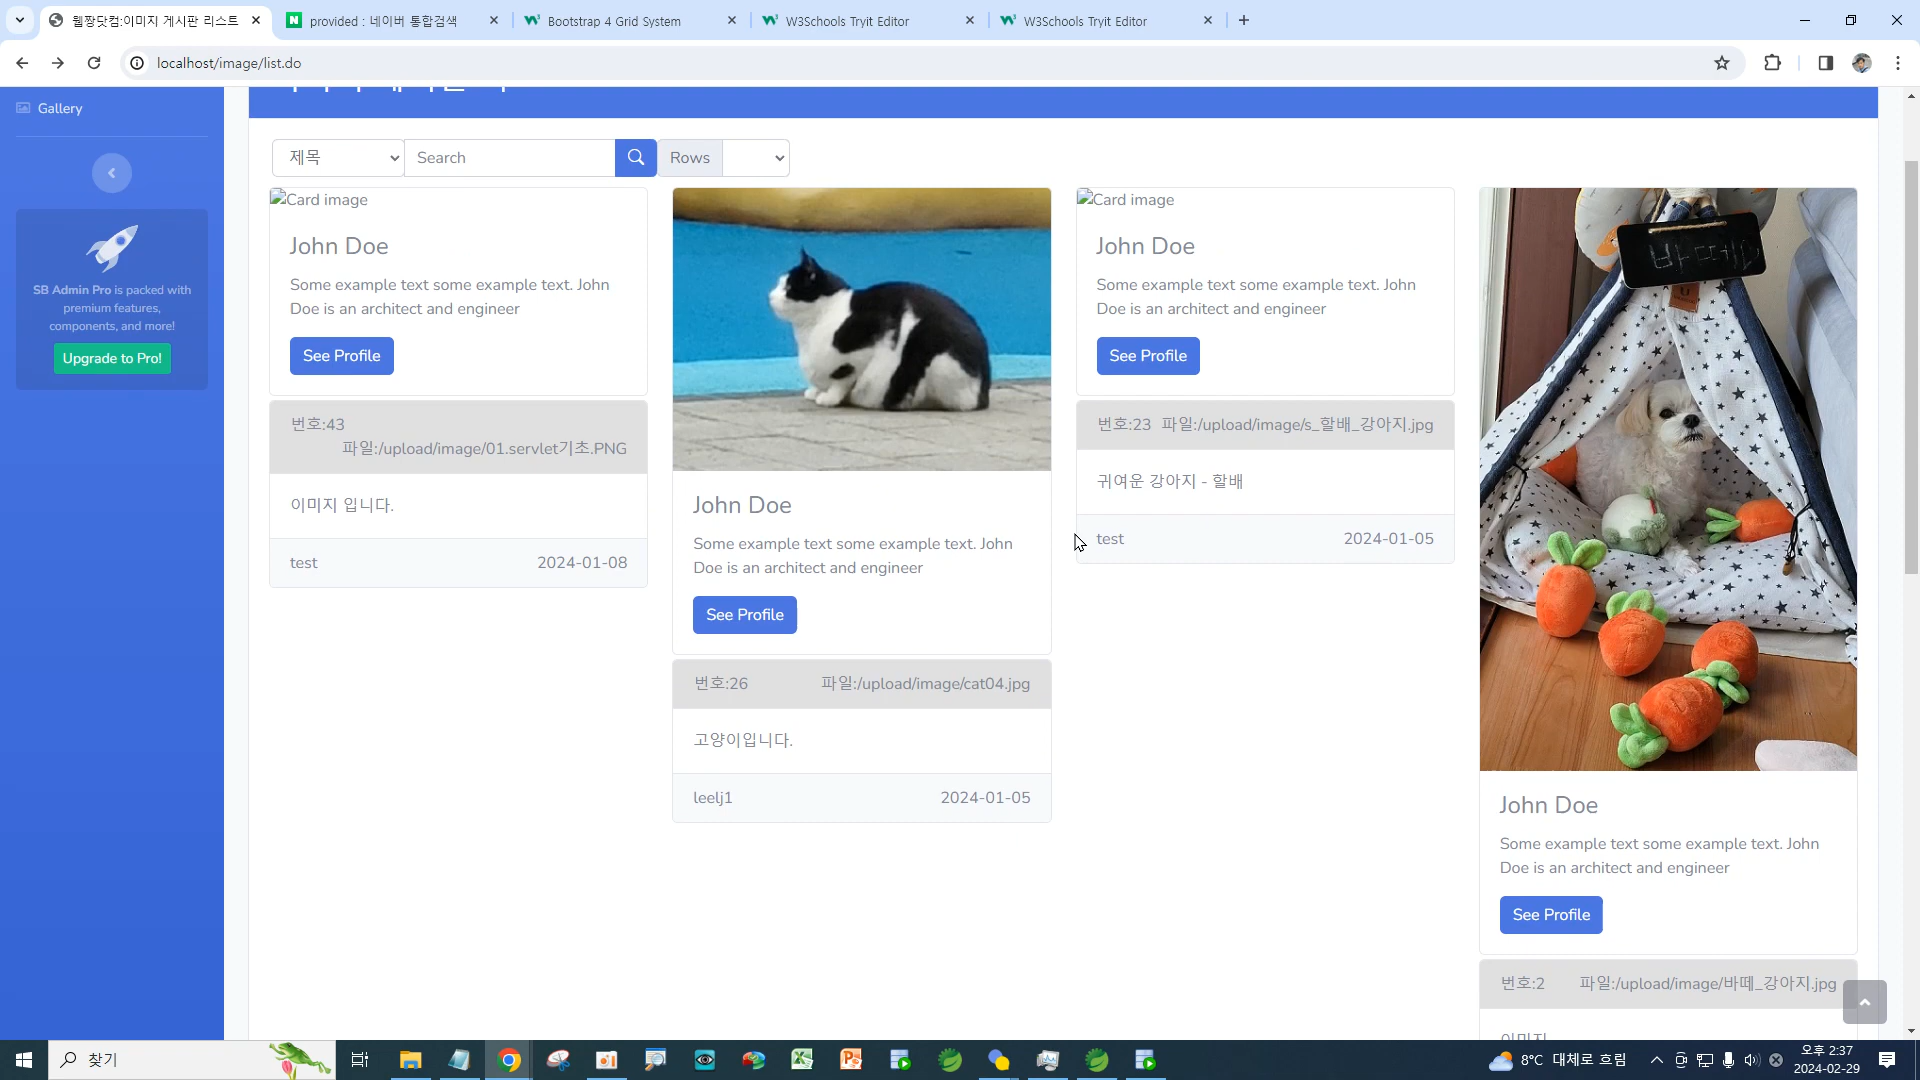 웹짱닷컴:이미지 게시판 리스트
provided : 네이버 통합검색
Bootstrap 4 Grid System
W3Schools Tryit Editor
W3Schools Tryit Editor
localhost/image/list.do
Gallery
SB Admin Pro is packed with
premium features,
components, and more!
Upgrade to Pro!
제목
Search
Rows
Card image
John Doe
Some example text some example text. John
Doe is an architect and engineer
See Profile
번호:43
파일:/upload/image/01.servlet기초.PNG
이미지 입니다.
test 2024-01-08
John Doe
Some example text some example text. John
Doe is an architect and engineer
See Profile
번호:26 파일:/upload/image/cat04.jpg
고양이입니다.
leelj1 2024-01-05
Card image
John Doe
Some example text some example text. John
Doe is an architect and engineer
See Profile
번호:23 파일:/upload/image/s_할배_강아지.jpg
귀여운 강아지 - 할배
test 2024-01-05
John Doe
Some example text some example text. John
Doe is an architect and engineer
See Profile
번호:2 파일:/upload/image/바떼_강아지.jpg
찾기
8°C 대체로 흐림
오후 2:37
2024-02-29